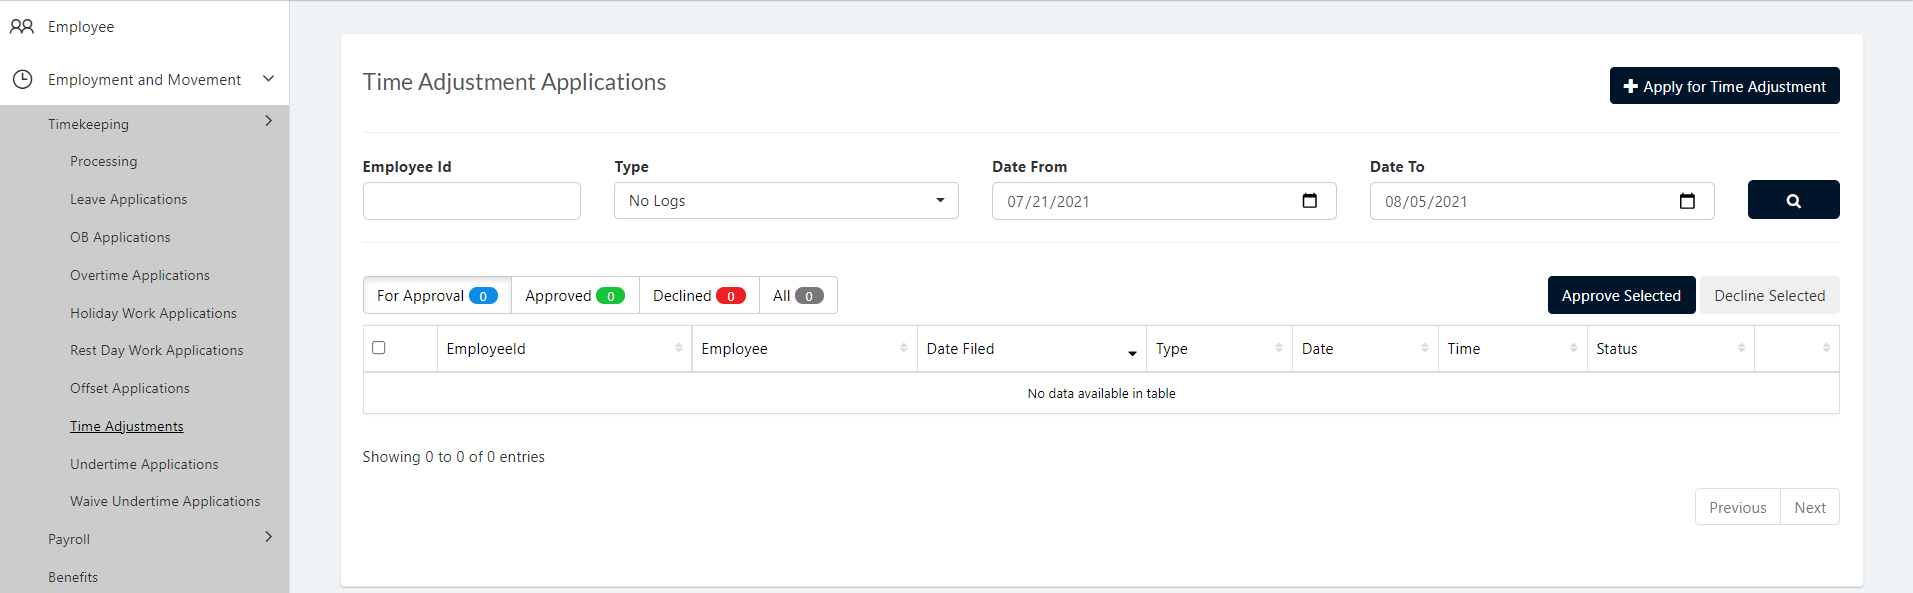 Employee
Employment and Movement
Timekeeping
Processing
Leave Applications
OB Applications
Overtime Applications
Holiday Work Applications
Rest Day Work Applications
Offset Applications
Time Adjustments
Undertime Applications
Waive Undertime Applications
Payroll
Benefits
Time Adjustment Applications
Apply for Time Adjustment
Employee Id Type Date From Date To
No Logs 07/21/2021 08/05/2021
For Approval 0 Approved 0 Declined 0 All 0 Approve Selected Decline Selected
EmployeeId Employee Date Filed Type Date Time Status
No data available in table
Showing 0 to 0 of 0 entries
Previous Next